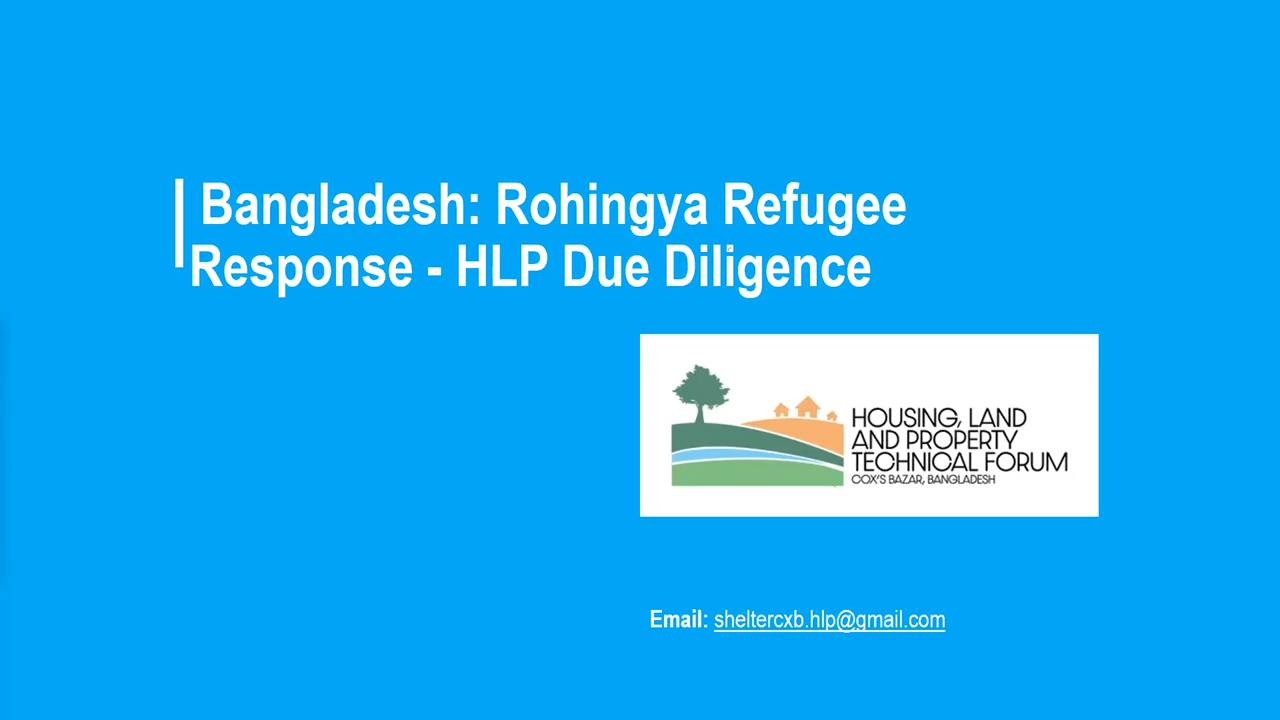 Bangladesh: Rohingya Refugee
Response - HLP Due Diligence
HOUSING, LAND
AND PROPERTY
TECHNICAL FORUM
COX'S BAZAR, BANGLADESH
Email: sheltercxb.hlp@gmail.com